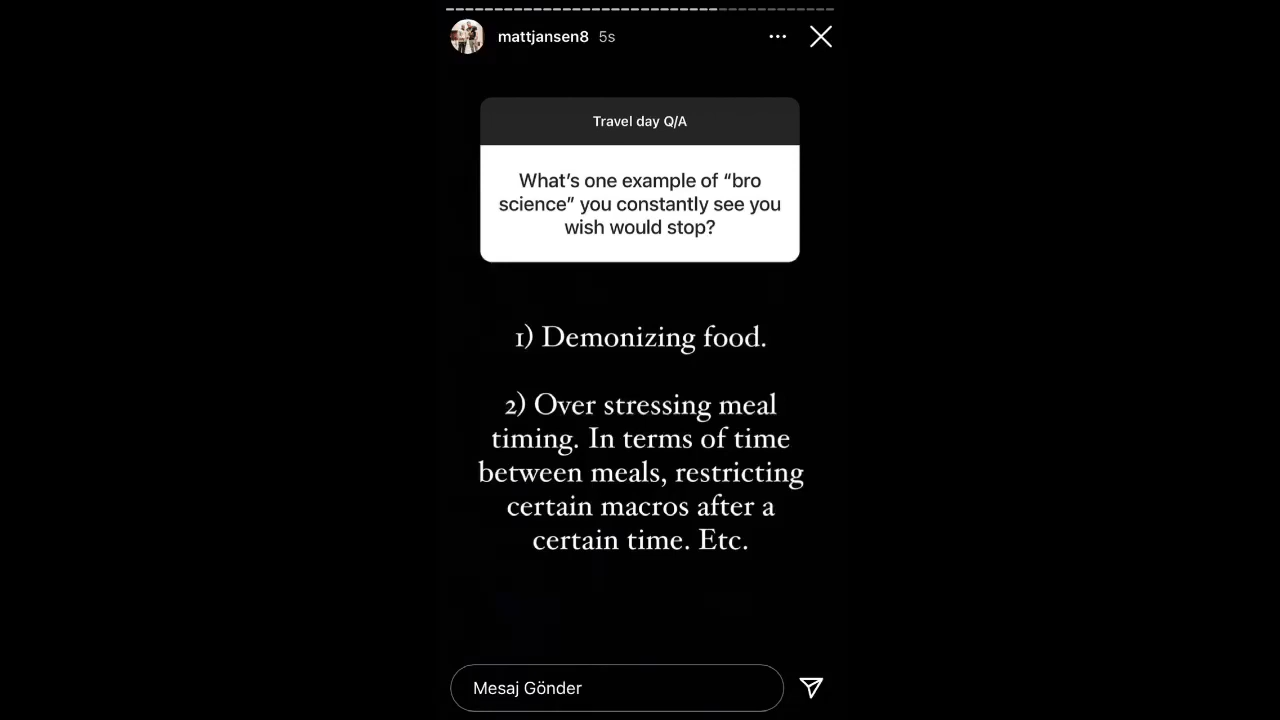 mattjansen8 5s
Travel day Q/A
What's one example of “bro
science” you constantly see you
wish would stop?
1) Demonizing food.
2) Over stressing meal
timing. In terms of time
between meals, restricting
certain macros after a
certain time. Etc.
Mesaj Gönder